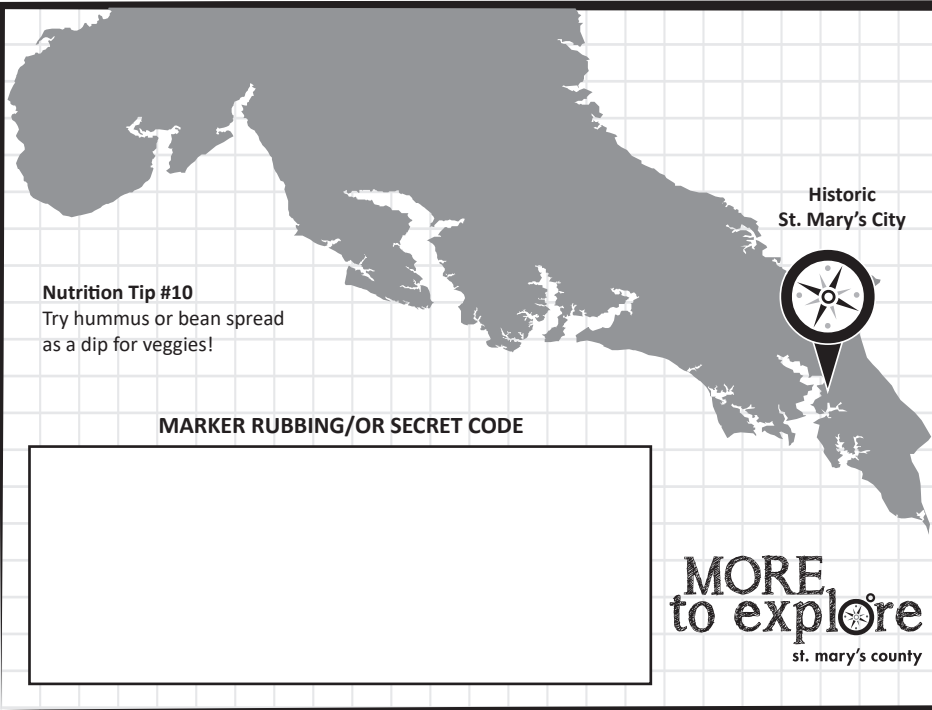 Historic
St. Mary's City
Nutrition Tip #10
Try hummus or bean spread
as a dip for veggies!
MARKER RUBBING/OR SECRET CODE
MORE
to explore
st. mary's county